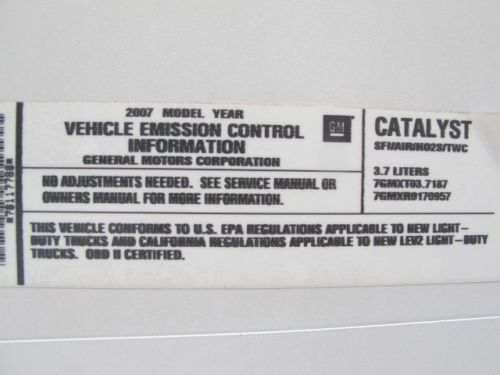 2007 MODEL YEAR
VEHICLE EMISSION CONTROL
INFORMATION
GENERAL MOTORS CORPORATION
GM
CATALYST
SFI/AIR/HO2S/TWC
NO ADJUSTMENTS NEEDED. SEE SERVICE MANUAL OR
OWNERS MANUAL FOR MORE INFORMATION.
3.7 LITERS
7GMXT03.7187
7GMXR0176957
THIS VEHICLE CONFORMS TO U.S. EPA REGULATIONS APPLICABLE TO NEW LIGHT-
DUTY TRUCKS AND CALIFORNIA REGULATIONS APPLICABLE TO NEW LEV2 LIGHT-DUTY
TRUCKS. OBD II CERTIFIED.